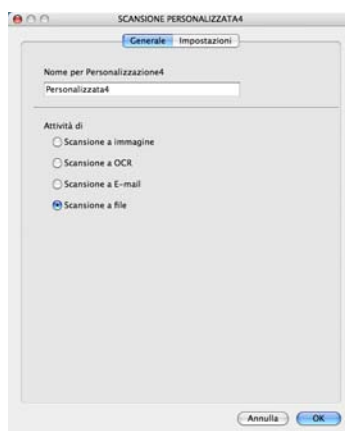 SCANSIONE PERSONALIZZATA4
Generale Impostazioni
Nome per Personalizzazione4
Personalizzata4
Attività di
Scansione a immagine
Scansione a OCR
Scansione a E-mail
Scansione a file
Annulla OK